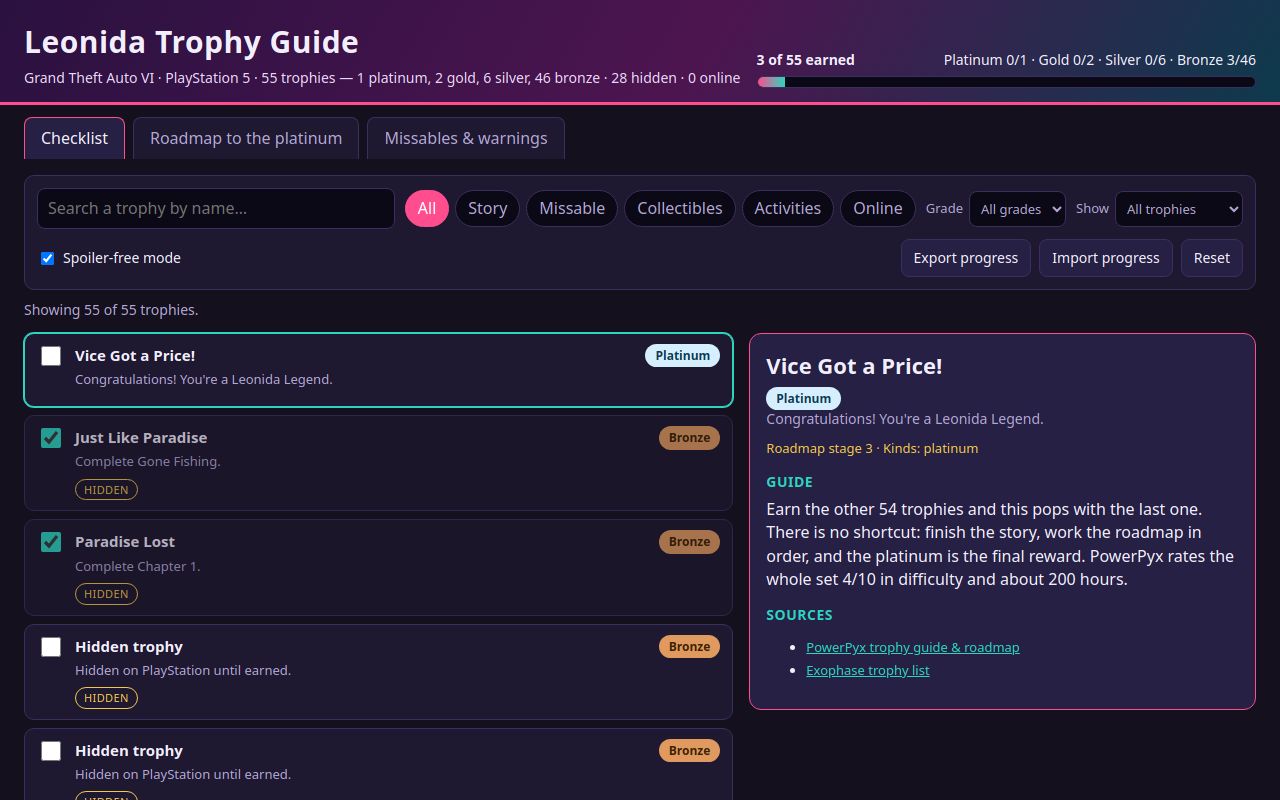 Leonida Trophy Guide
Grand Theft Auto VI · PlayStation 5 · 55 trophies — 1 platinum, 2 gold, 6 silver, 46 bronze · 28 hidden · 0 online
3 of 55 earned
Platinum 0/1 · Gold 0/2 · Silver 0/6 · Bronze 3/46
Checklist
Roadmap to the platinum
Missables & warnings
Search a trophy by name...
All
Story
Missable
Collectibles
Activities
Online
Grade
All grades
Show
All trophies
Spoiler-free mode
Export progress
Import progress
Reset
Showing 55 of 55 trophies.
Vice Got a Price!
Platinum
Congratulations! You're a Leonida Legend.
Just Like Paradise
Bronze
Complete Gone Fishing.
HIDDEN
Paradise Lost
Bronze
Complete Chapter 1.
HIDDEN
Hidden trophy
Bronze
Hidden on PlayStation until earned.
HIDDEN
Hidden trophy
Bronze
Hidden on PlayStation until earned.
HIDDEN
Vice Got a Price!
Platinum
Congratulations! You're a Leonida Legend.
Roadmap stage 3 · Kinds: platinum
GUIDE
Earn the other 54 trophies and this pops with the last one.
There is no shortcut: finish the story, work the roadmap in
order, and the platinum is the final reward. PowerPyx rates the
whole set 4/10 in difficulty and about 200 hours.
SOURCES
PowerPyx trophy guide & roadmap
Exophase trophy list